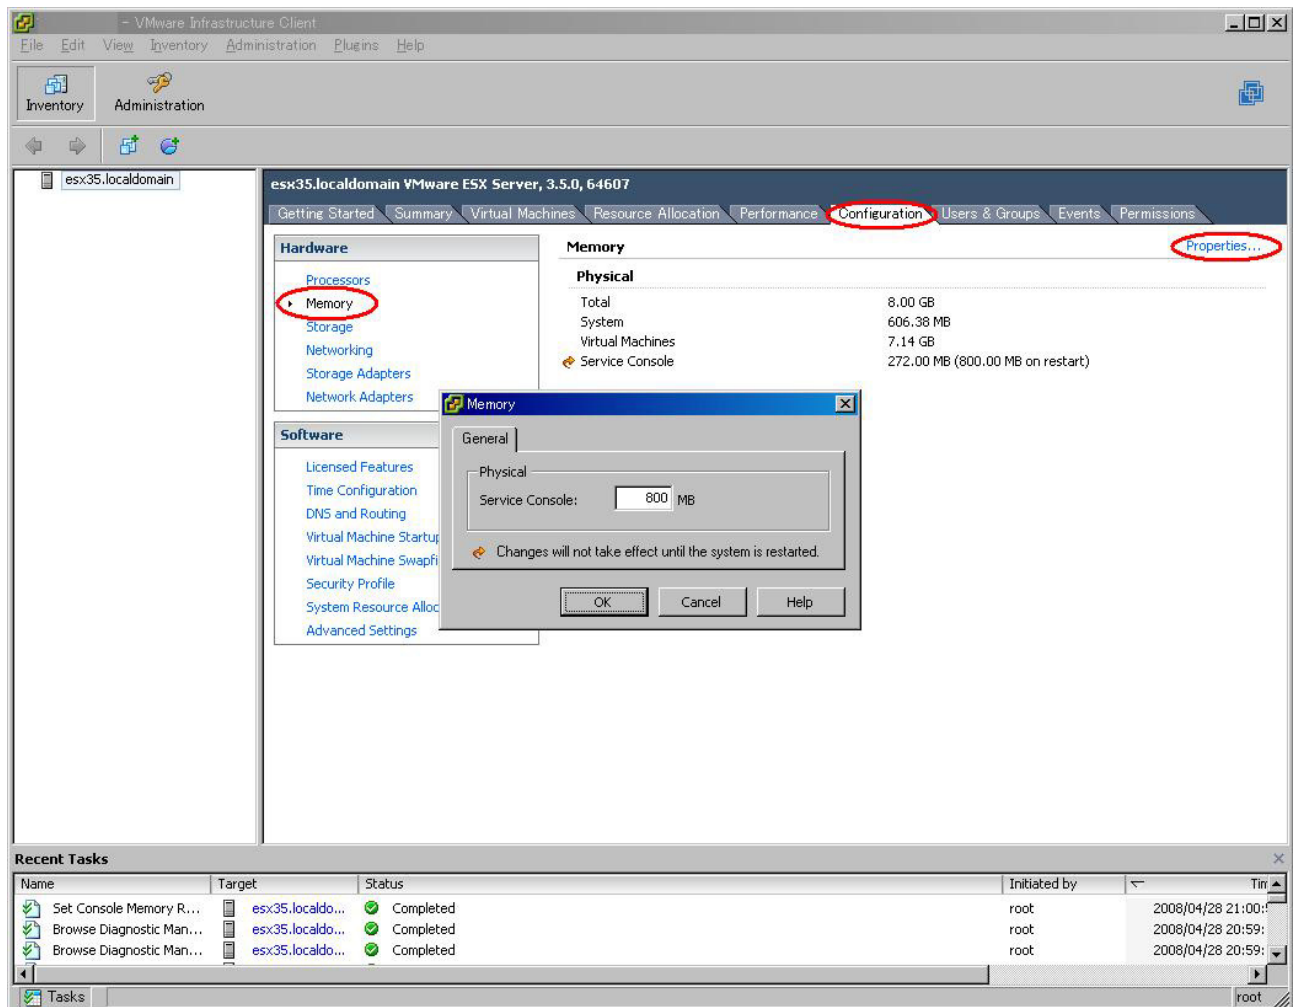 - VMware Infrastructure Client
File Edit View Inventory Administration Plugins Help
Inventory Administration
esx35.localdomain
esx35.localdomain VMware ESX Server, 3.5.0, 64607
Getting Started Summary Virtual Machines Resource Allocation Performance Configuration Users & Groups Events Permissions
Hardware
Processors
Memory
Storage
Networking
Storage Adapters
Network Adapters
Software
Licensed Features
Time Configuration
DNS and Routing
Virtual Machine Startup
Virtual Machine Swapfi
Security Profile
System Resource Alloc
Advanced Settings
Memory Properties...
Physical
Total 8.00 GB
System 606.38 MB
Virtual Machines 7.14 GB
Service Console 272.00 MB (800.00 MB on restart)
Memory
General
Physical
Service Console: 800 MB
Changes will not take effect until the system is restarted.
OK Cancel Help
Recent Tasks
Name Target Status Initiated by Tim
Set Console Memory R... esx35.localdo... Completed root 2008/04/28 21:00:
Browse Diagnostic Man... esx35.localdo... Completed root 2008/04/28 20:59:
Browse Diagnostic Man... esx35.localdo... Completed root 2008/04/28 20:59:
Tasks root